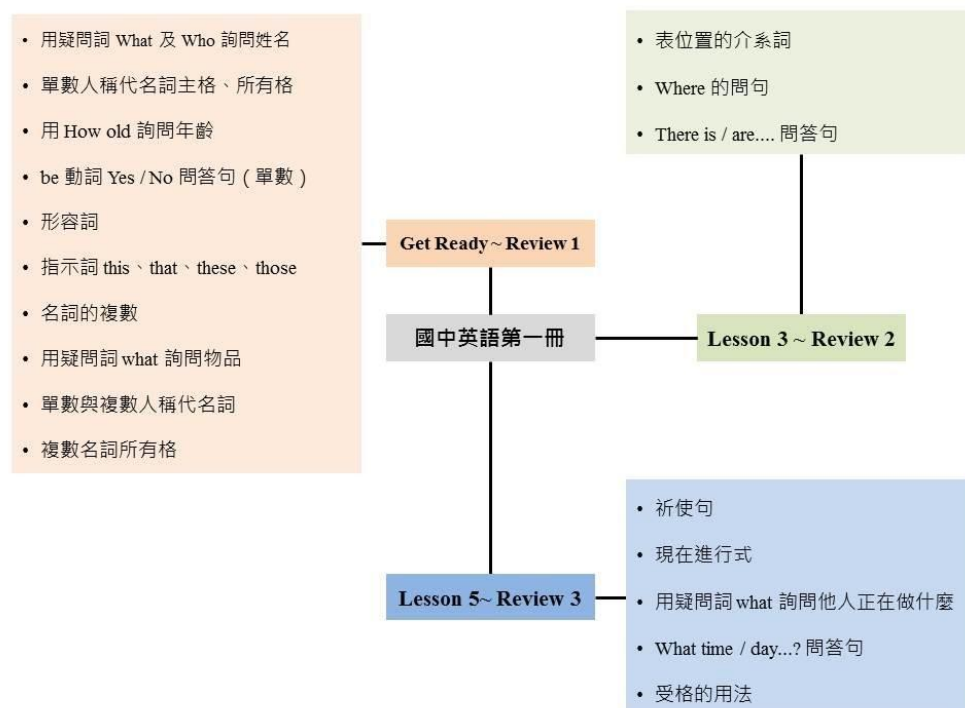 • 用疑問詞 What 及 Who 詢問姓名
• 單數人稱代名詞主格、所有格
• 用 How old 詢問年齡
• be 動詞 Yes / No 問答句 ( 單數 )
• 形容詞
• 指示詞 this、that、these、those
• 名詞的複數
• 用疑問詞 what 詢問物品
• 單數與複數人稱代名詞
• 複數名詞所有格
Get Ready ~ Review 1
國中英語第一冊
• 表位置的介系詞
• Where 的問句
• There is / are.... 問答句
Lesson 3 ~ Review 2
Lesson 5~ Review 3
• 祈使句
• 現在進行式
• 用疑問詞 what 詢問他人正在做什麼
• What time / day...? 問答句
• 受格的用法